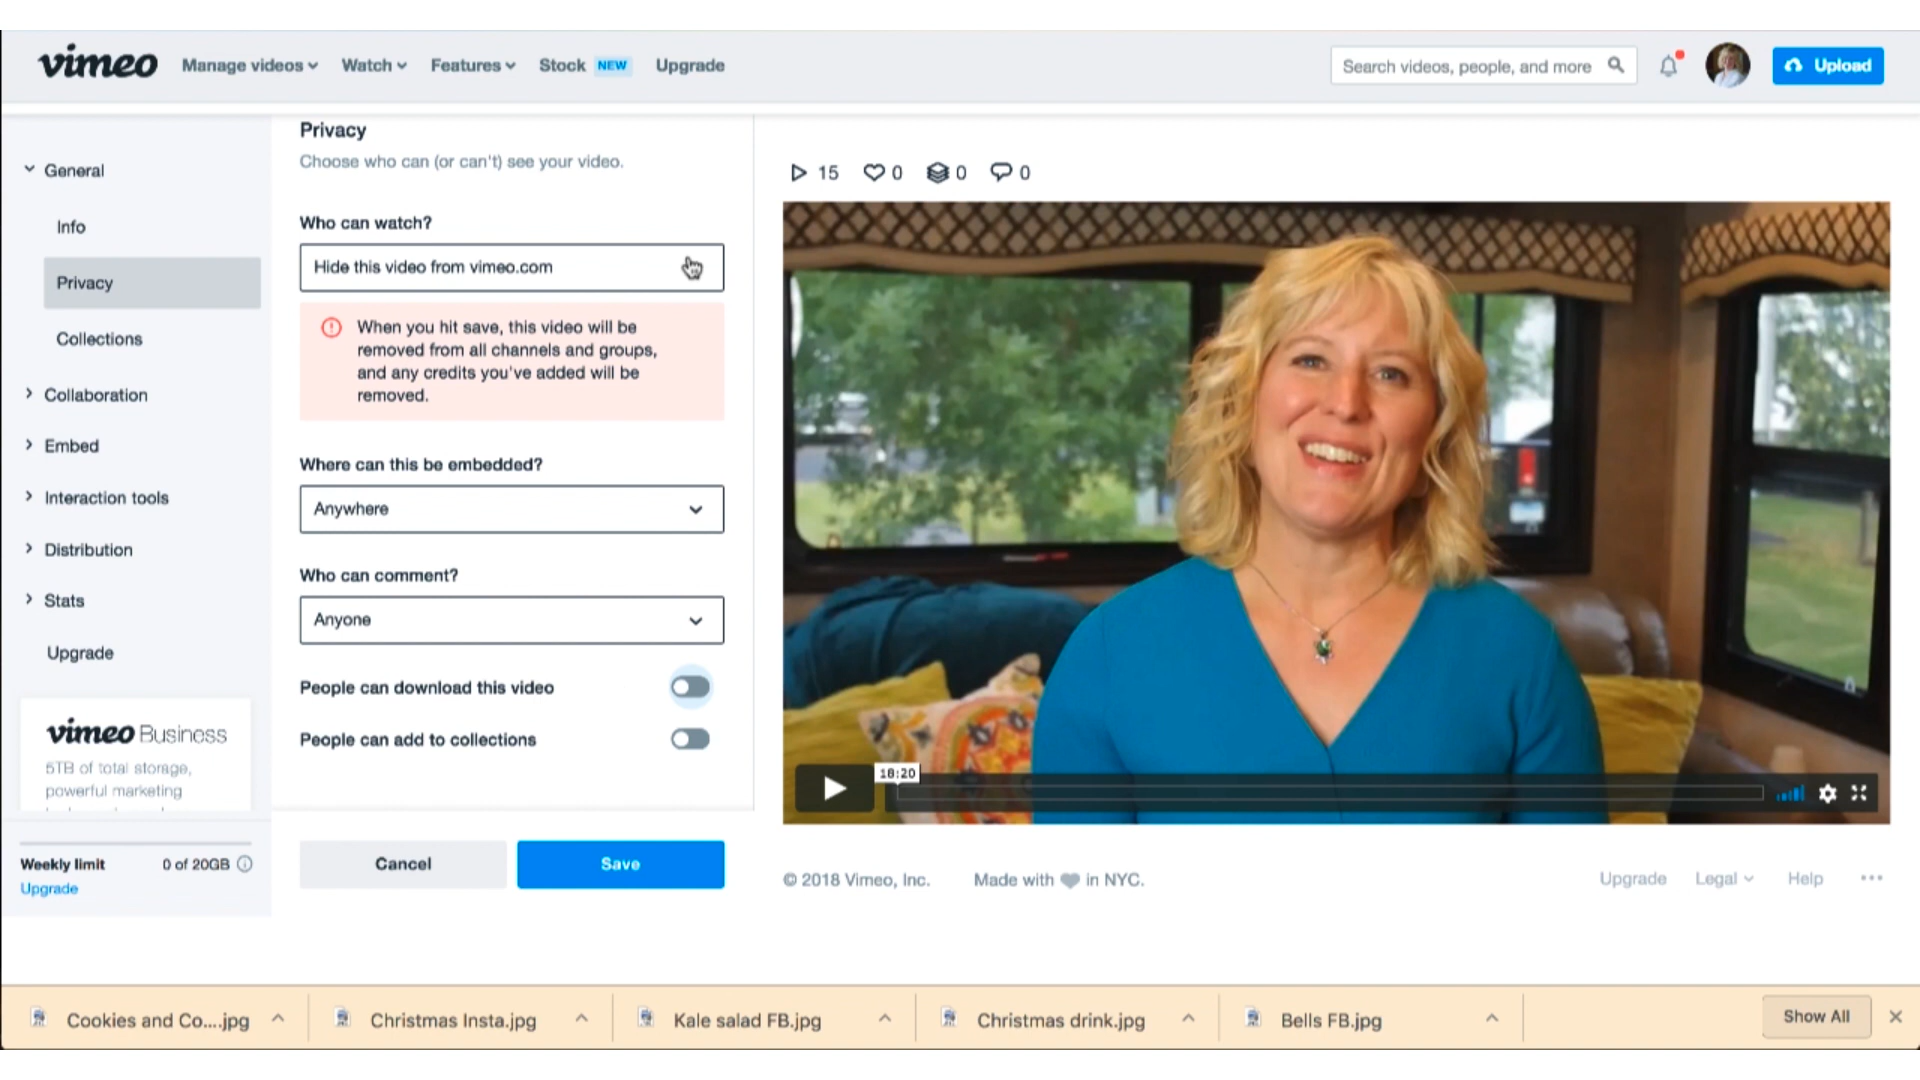 vimeo Manage videos Watch Features Stock NEW Upgrade Search videos, people, and more Upload
General
Info
Privacy
Collections
Collaboration
Embed
Interaction tools
Distribution
Stats
Upgrade
vimeo Business
5TB of total storage,
powerful marketing
Weekly limit 0 of 20GB
Upgrade
Privacy
Choose who can (or can't) see your video.
Who can watch?
Hide this video from vimeo.com
When you hit save, this video will be
removed from all channels and groups,
and any credits you've added will be
removed.
Where can this be embedded?
Anywhere
Who can comment?
Anyone
People can download this video
People can add to collections
Cancel Save
15 0 0 0
18:20
© 2018 Vimeo, Inc. Made with in NYC. Upgrade Legal Help
Cookies and Co....jpg Christmas Insta.jpg Kale salad FB.jpg Christmas drink.jpg Bells FB.jpg Show All